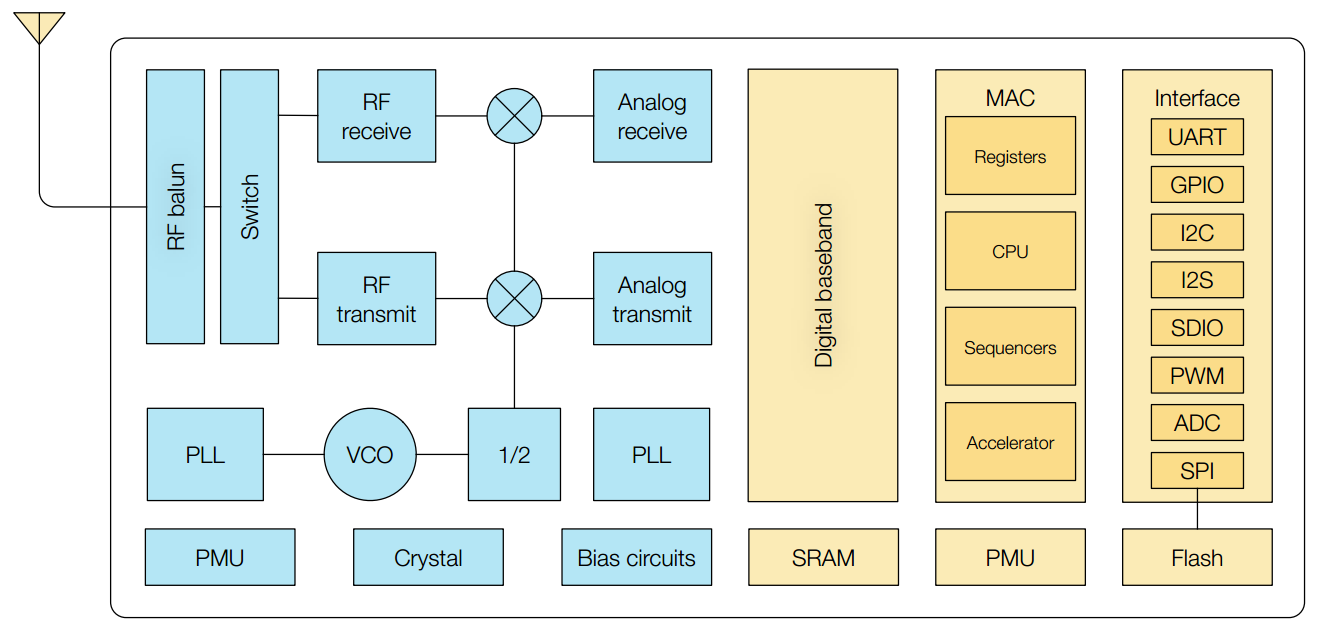 RF balun
Switch
RF
receive
Analog
receive
RF
transmit
Analog
transmit
PLL
VCO
1/2
PLL
PMU
Crystal
Bias circuits
Digital baseband
SRAM
MAC
Registers
CPU
Sequencers
Accelerator
PMU
Interface
UART
GPIO
I2C
I2S
SDIO
PWM
ADC
SPI
Flash